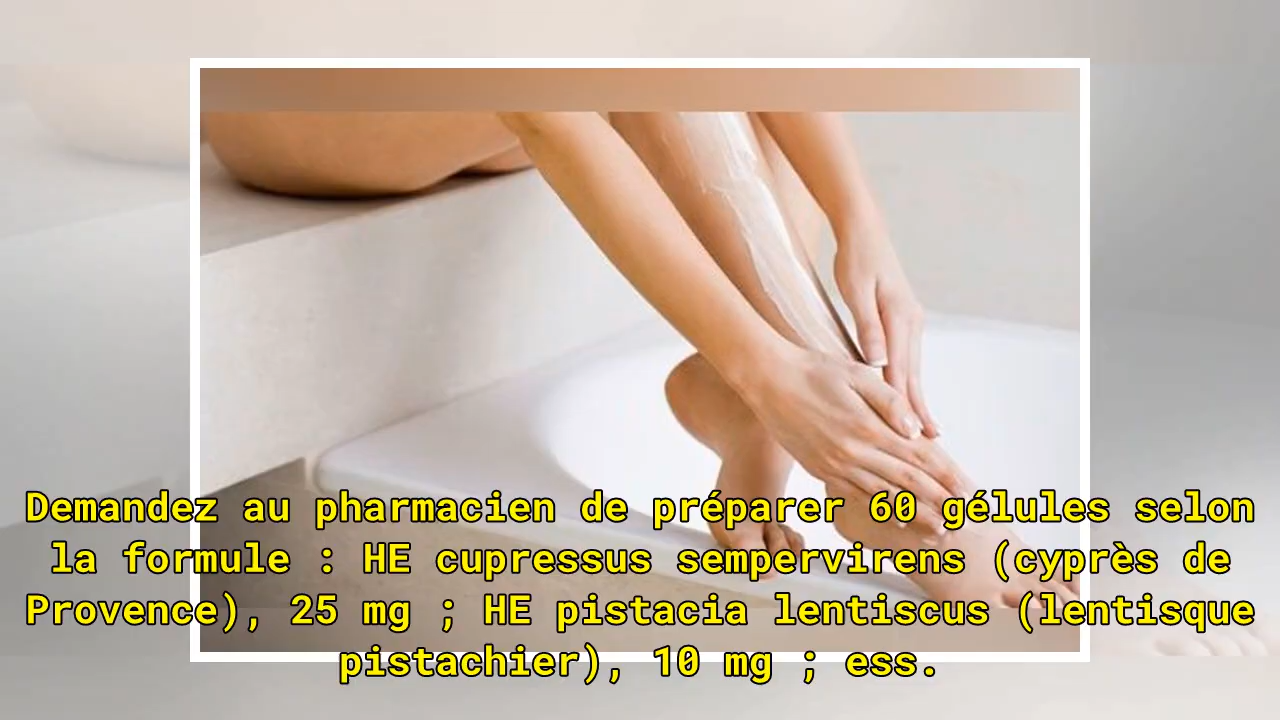 Demandez au pharmacien de préparer 60 gélules selon
la formule : HE cupressus sempervirens (cyprès de
Provence), 25 mg ; HE pistacia lentiscus (lentisque
pistachier), 10 mg ; ess.